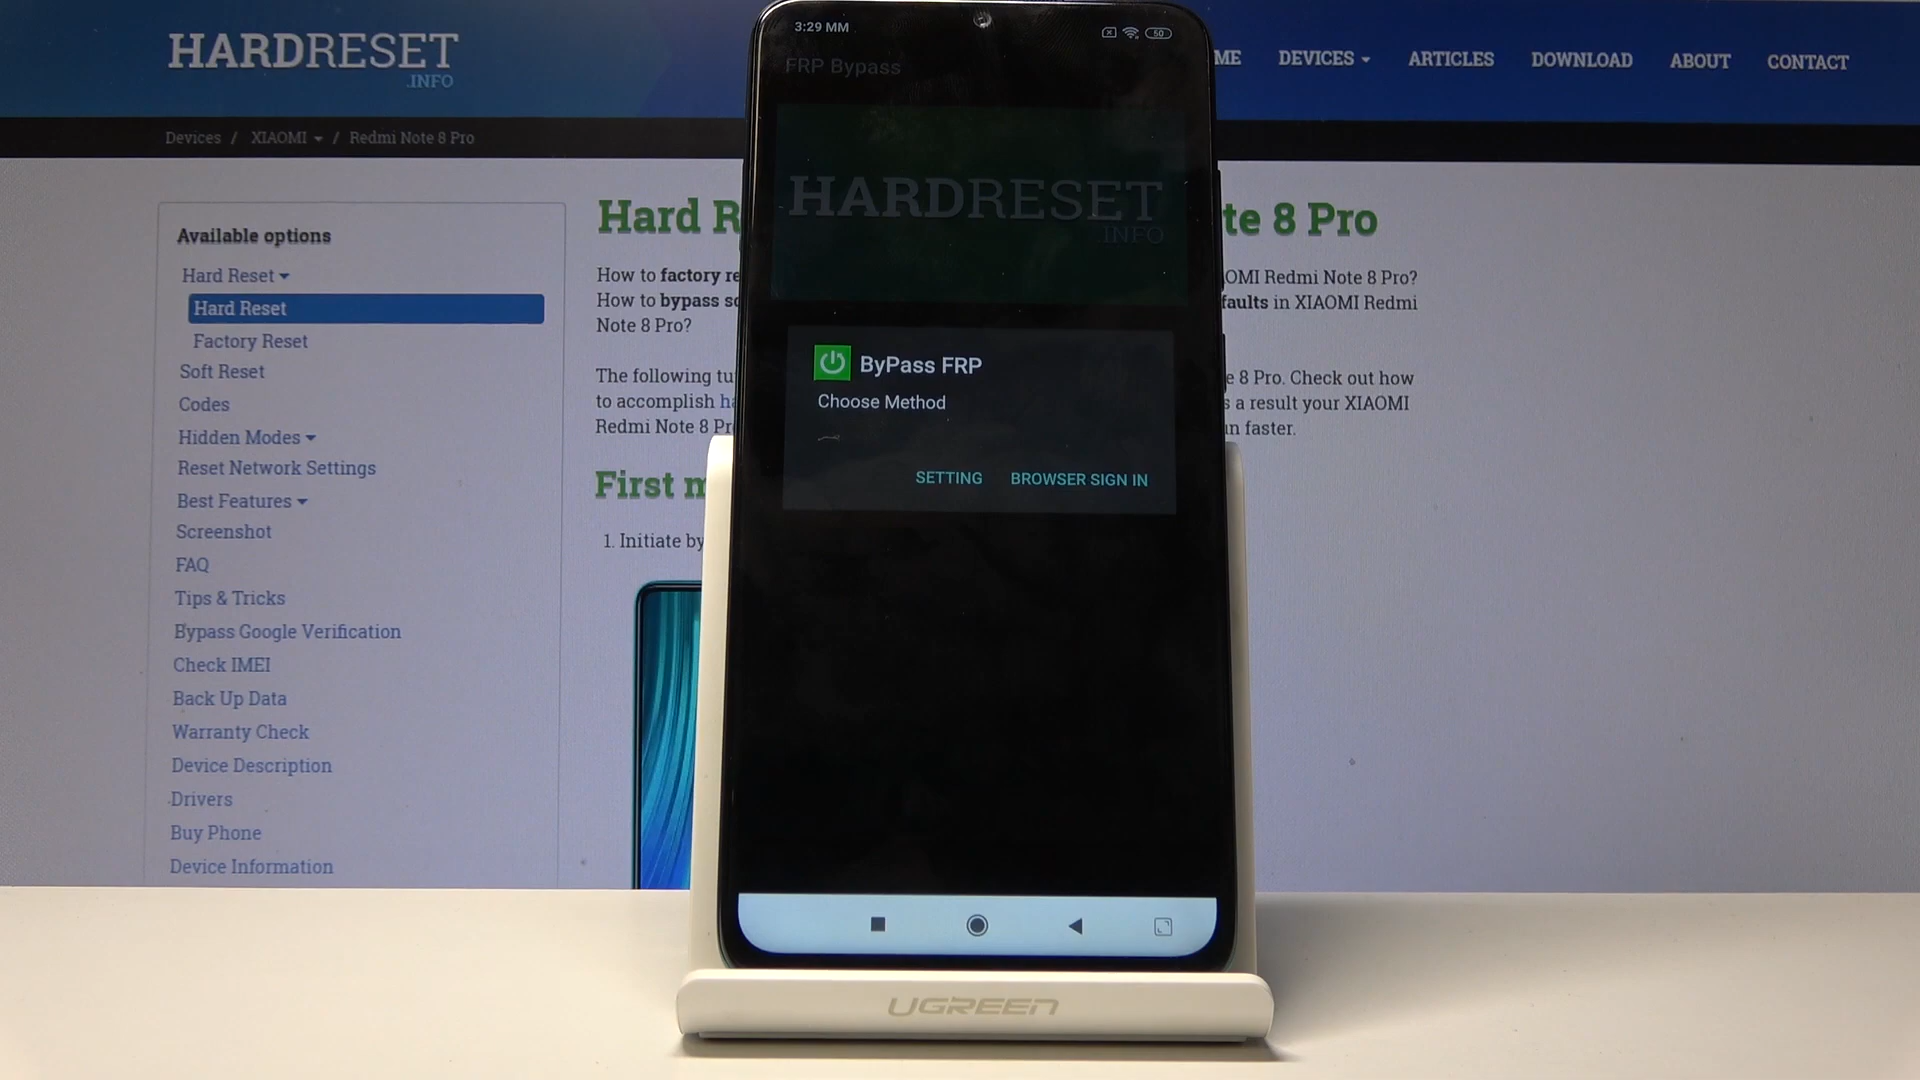 HARDRESET
.INFO
ME DEVICES ARTICLES DOWNLOAD ABOUT CONTACT
Devices / XIAOMI / Redmi Note 8 Pro
Available options
Hard Reset
Hard Reset
Factory Reset
Soft Reset
Codes
Hidden Modes
Reset Network Settings
Best Features
Screenshot
FAQ
Tips & Tricks
Bypass Google Verification
Check IMEI
Back Up Data
Warranty Check
Device Description
Drivers
Buy Phone
Device Information
Hard R te 8 Pro
How to factory re OMI Redmi Note 8 Pro?
How to bypass sc faults in XIAOMI Redmi
Note 8 Pro?
The following tu e 8 Pro. Check out how
to accomplish ha s a result your XIAOMI
Redmi Note 8 Pr n faster.
First m
1. Initiate by
3:29 MM
50
FRP Bypass
HARDRESET
.INFO
ByPass FRP
Choose Method
SETTING BROWSER SIGN IN
UGREEN